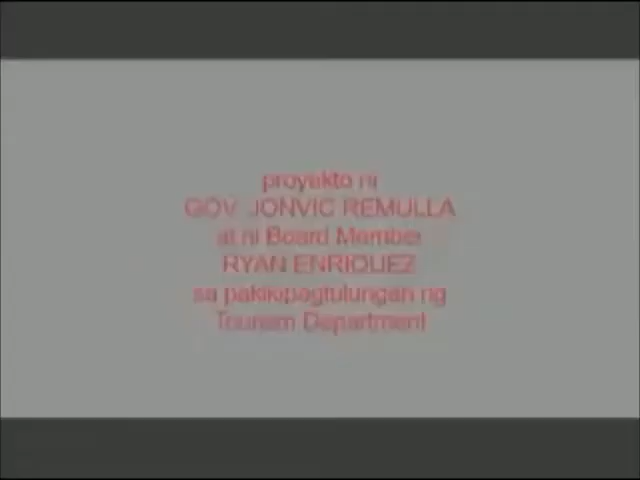 proyekto ni
GOV. JONVIC REMULLA
at ni Board Member
RYAN ENRIQUEZ
sa pakikipagtulungan ng
Tourism Department